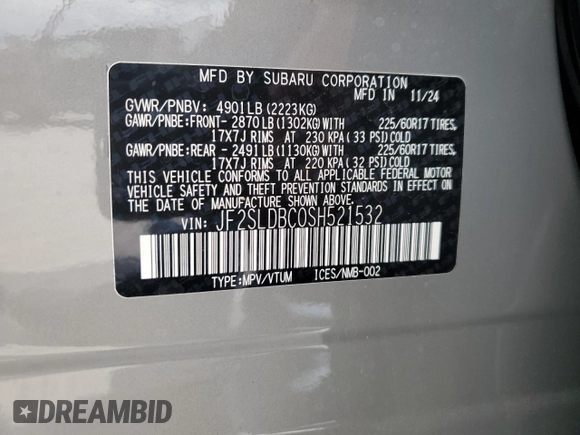 MFD BY SUBARU CORPORATION
MFD IN 11/24
GVWR/PNBV: 4901LB(2223KG)
GAWR/PNBE:FRONT- 2870LB(1302KG)WITH 225/60R17 TIRES,
17X7J RIMS AT 230 KPA(33 PSI)COLD
GAWR/PNBE:REAR - 2491LB(1130KG)WITH 225/60R17 TIRES,
17X7J RIMS AT 220 KPA(32 PSI)COLD
THIS VEHICLE CONFORMS TO ALL APPLICABLE FEDERAL MOTOR
VEHICLE SAFETY AND THEFT PREVENTION STANDARDS IN EFFECT ON
THE DATE OF MANUFACTURE SHOWN ABOVE.
VIN: JF2SLDBC0SH521532
TYPE:MPV/VTUM ICES/NMB-002
DREAMBID